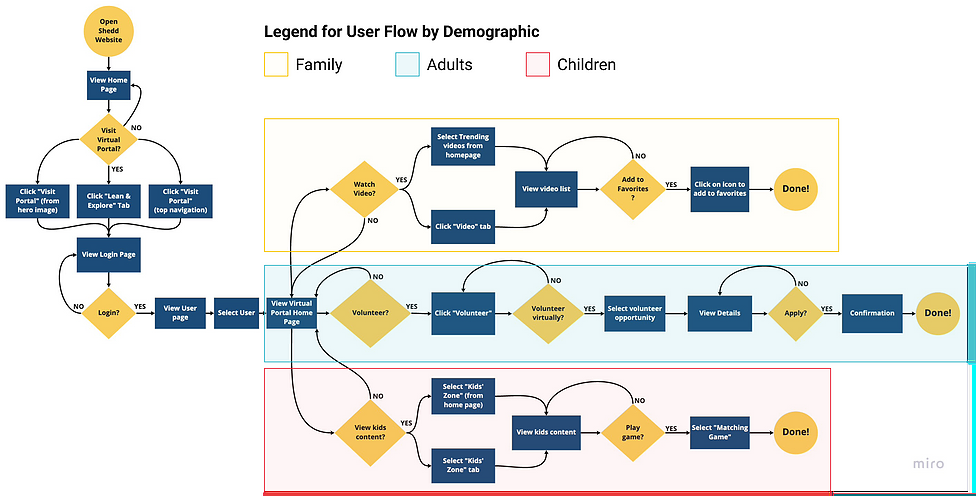 Open
Shedd
Website
Legend for User Flow by Demographic
Family
Adults
Children
View Home
Page
NO
Visit
Virtual
Portal?
YES
Click "Visit
Portal" (from
hero image)
Click "Lean &
Explore" Tab
Click "Visit
Portal"
(top navigation)
View Login Page
NO
Login?
YES
View User
page
Select User
View Virtual
Portal Home
Page
Watch
Video?
YES
NO
Select Trending
videos from
homepage
Click "Video" tab
View video list
NO
Add to
Favorites
?
YES
Click on icon to
add to favorites
Done!
NO
Volunteer?
YES
Click "Volunteer"
NO
Volunteer
virtually?
YES
Select volunteer
opportunity
View Details
NO
Apply?
YES
Confirmation
Done!
NO
View kids
content?
YES
Select "Kids'
Zone" (from
home page)
Select "Kids'
Zone" tab
View kids content
NO
Play
game?
YES
Select "Matching
Game"
Done!
miro